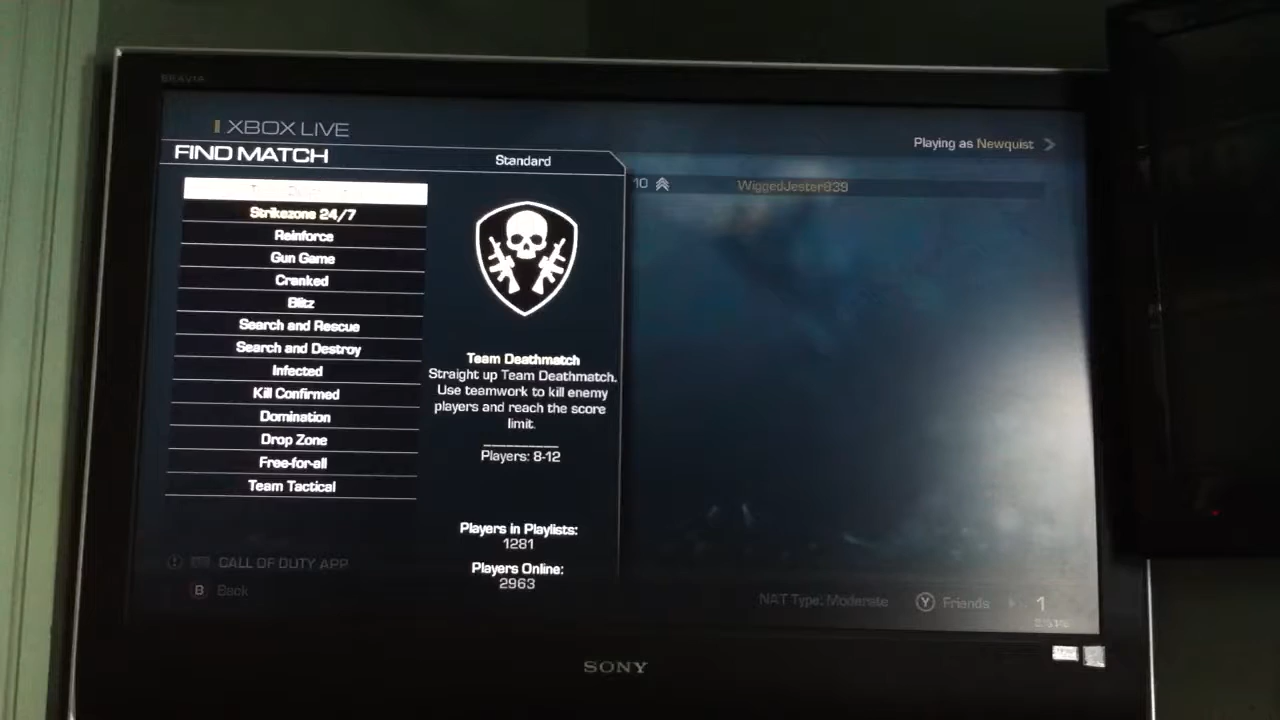 BRAVIA
XBOX LIVE
FIND MATCH
Standard
Playing as Newquist
10
WiggedJester039
Strikezone 24/7
Reinforce
Gun Game
Cranked
Blitz
Search and Rescue
Search and Destroy
Infected
Kill Confirmed
Domination
Drop Zone
Free-for-all
Team Tactical
Team Deathmatch
Straight up Team Deathmatch.
Use teamwork to kill enemy
players and reach the score
limit.
Players: 8-12
Players in Playlists:
1281
Players Online:
2963
CALL OF DUTY APP
B Back
NAT Type: Moderate
Y Friends
1
SONY